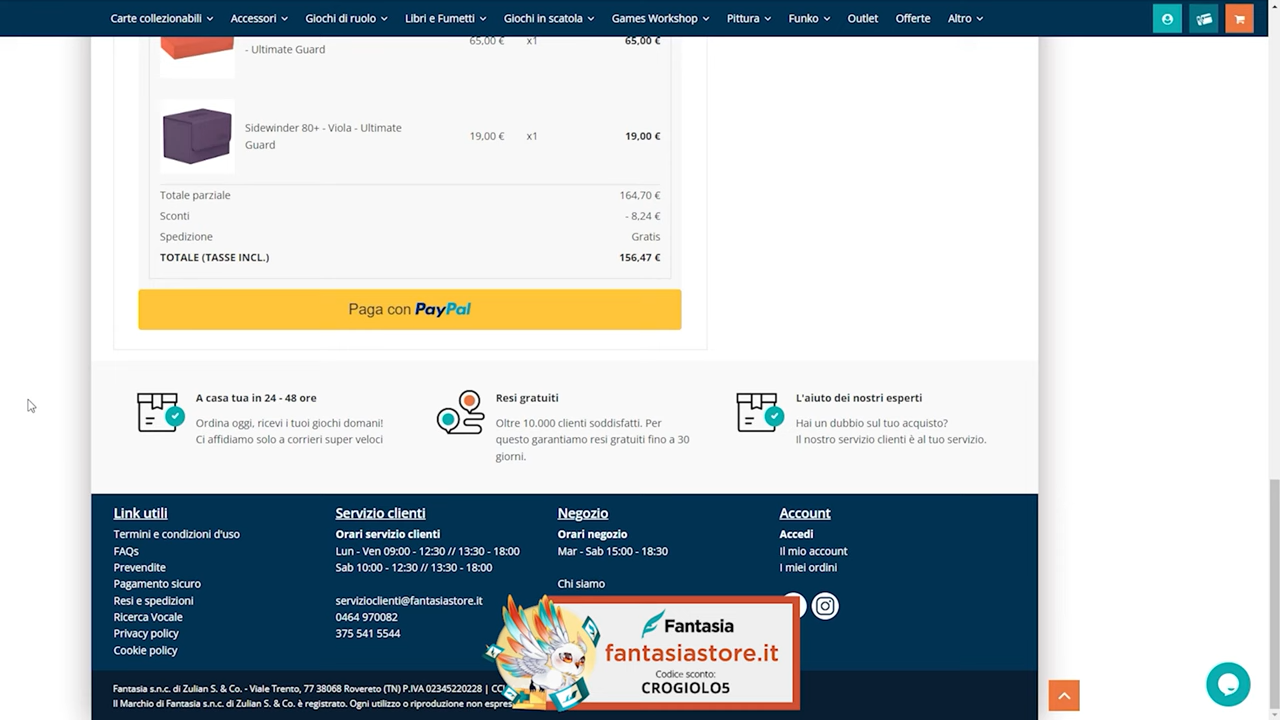 Carte collezionabili Accessori Giochi di ruolo Libri e Fumetti Giochi in scatola Games Workshop Pittura Funko Outlet Offerte Altro
- Ultimate Guard 65,00 € x1 65,00 €
Sidewinder 80+ - Viola - Ultimate
Guard
19,00 € x1 19,00 €
Totale parziale 164,70 €
Sconti - 8,24 €
Spedizione Gratis
TOTALE (TASSE INCL.) 156,47 €
Paga con PayPal
A casa tua in 24 - 48 ore
Ordina oggi, ricevi i tuoi giochi domani!
Ci affidiamo solo a corrieri super veloci
Resi gratuiti
Oltre 10.000 clienti soddisfatti. Per
questo garantiamo resi gratuiti fino a 30
giorni.
L'aiuto dei nostri esperti
Hai un dubbio sul tuo acquisto?
Il nostro servizio clienti è al tuo servizio.
Link utili
Termini e condizioni d'uso
FAQs
Prevendite
Pagamento sicuro
Resi e spedizioni
Ricerca Vocale
Privacy policy
Cookie policy
Servizio clienti
Orari servizio clienti
Lun - Ven 09:00 - 12:30 // 13:30 - 18:00
Sab 10:00 - 12:30 // 13:30 - 18:00
servizioclienti@fantasiastore.it
0464 970082
375 541 5544
Negozio
Orari negozio
Mar - Sab 15:00 - 18:30
Chi siamo
Account
Accedi
Il mio account
I miei ordini
Fantasia
fantasiastore.it
Codice sconto:
CROGIOLO5
Fantasia s.n.c. di Zulian S. & Co. - Viale Trento, 77 38068 Rovereto (TN) P.IVA 02345220228 |
Il Marchio di Fantasia s.n.c. di Zulian S. & Co. è registrato. Ogni utilizzo o riproduzione non